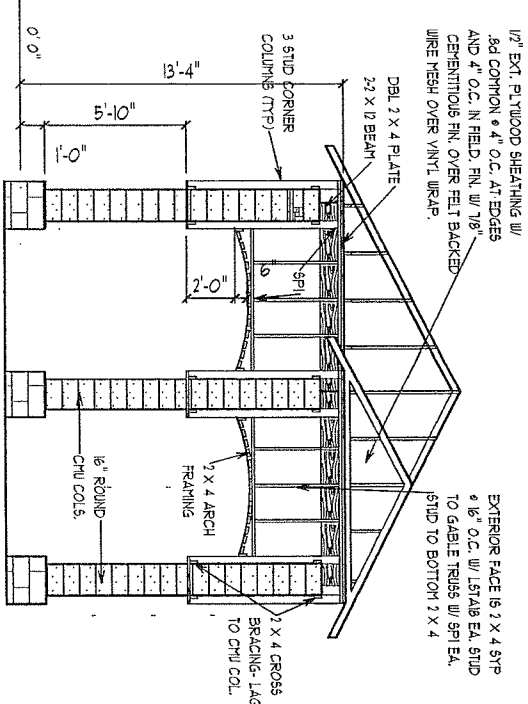 1/2" EXT. PLYWOOD SHEATHING W/
.8d COMMON @ 4" O.C. AT EDGES
AND 4" O.C. IN FIELD. FIN. W/ 7/8"
CEMENTITIOUS FIN. OVER FELT BACKED
WIRE MESH OVER VINYL WRAP.
DBL 2 X 4 PLATE
2-2 X 12 BEAM
3 STUD CORNER
COLUMNS (TYP)
13'-4"
5'-10"
1'-0"
0' 0"
2'-0"
6"
SP1
EXTERIOR FACE IS 2 X 4 SYP
@ 16" O.C. W/ LSTA18 EA. STUD
TO GABLE TRUSS W/ SP1 EA.
STUD TO BOTTOM 2 X 4
2 X 4 ARCH
FRAMING
16" ROUND
CMU COLS.
2 X 4 CROSS
BRACING- LAG
TO CMU COL.